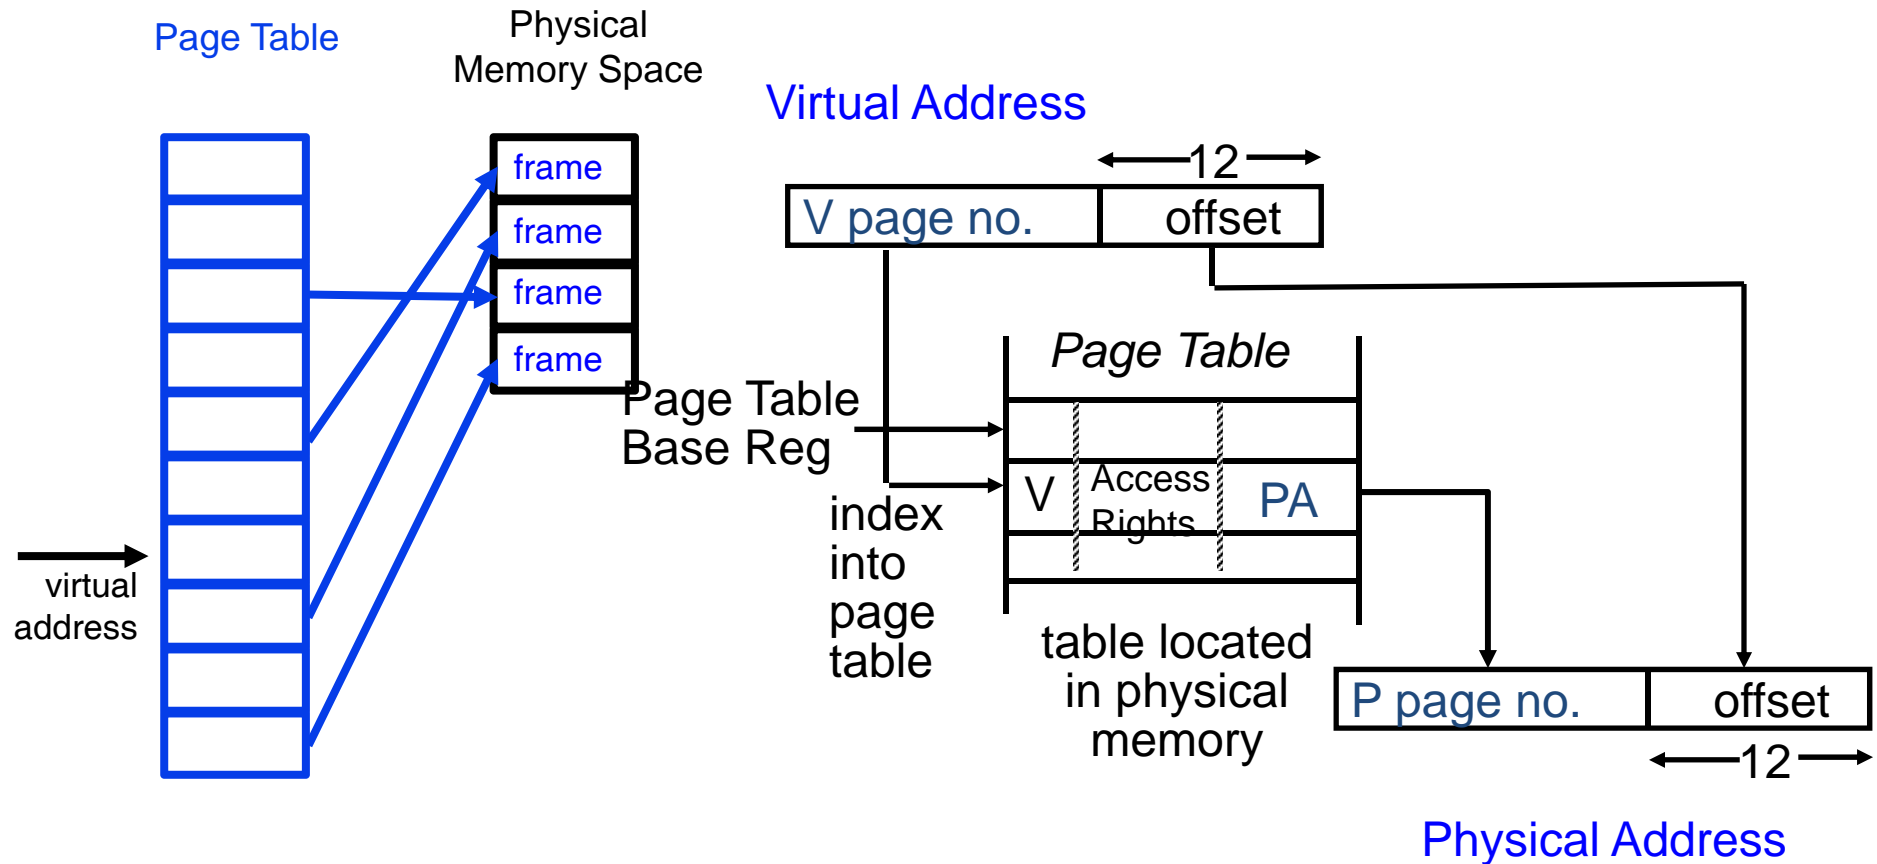 Page Table
Physical
Memory Space
frame
frame
frame
frame
virtual
address
Virtual Address
12
V page no.
offset
Page Table
Page Table
Base Reg
V
Access
Rights
PA
index
into
page
table
table located
in physical
memory
P page no.
offset
12
Physical Address